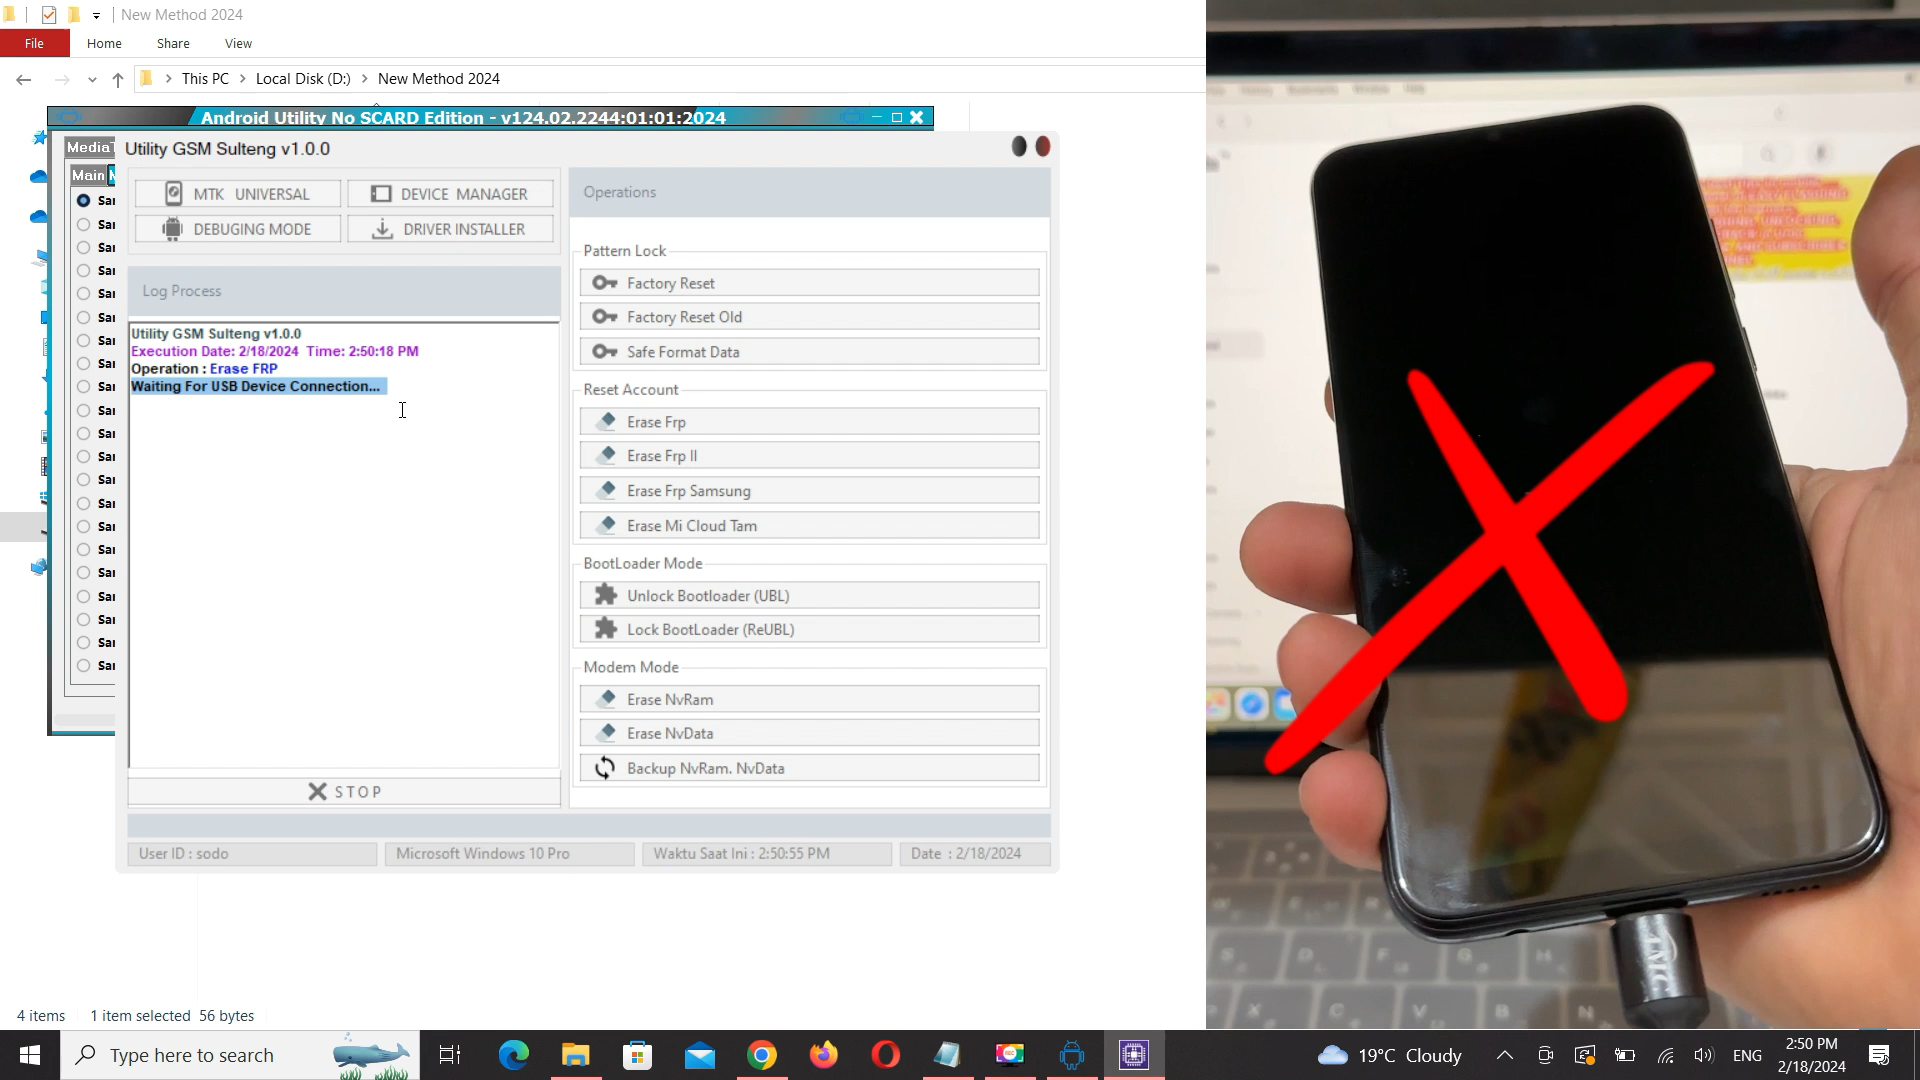 New Method 2024
File
Home
Share
View
This PC
Local Disk (D:)
New Method 2024
Android Utility No SCARD Edition - v124.02.2244:01:01:2024
Utility GSM Sulteng v1.0.0
Main
MTK UNIVERSAL
DEVICE MANAGER
DEBUGING MODE
DRIVER INSTALLER
Log Process
Utility GSM Sulteng v1.0.0
Execution Date: 2/18/2024 Time: 2:50:18 PM
Operation : Erase FRP
Waiting For USB Device Connection...
STOP
Operations
Pattern Lock
Factory Reset
Factory Reset Old
Safe Format Data
Reset Account
Erase Frp
Erase Frp II
Erase Frp Samsung
Erase Mi Cloud Tam
BootLoader Mode
Unlock Bootloader (UBL)
Lock BootLoader (ReUBL)
Modem Mode
Erase NvRam
Erase NvData
Backup NvRam. NvData
User ID : sodo
Microsoft Windows 10 Pro
Waktu Saat Ini : 2:50:55 PM
Date : 2/18/2024
4 items
1 item selected 56 bytes
Type here to search
19°C Cloudy
ENG
2:50 PM
2/18/2024